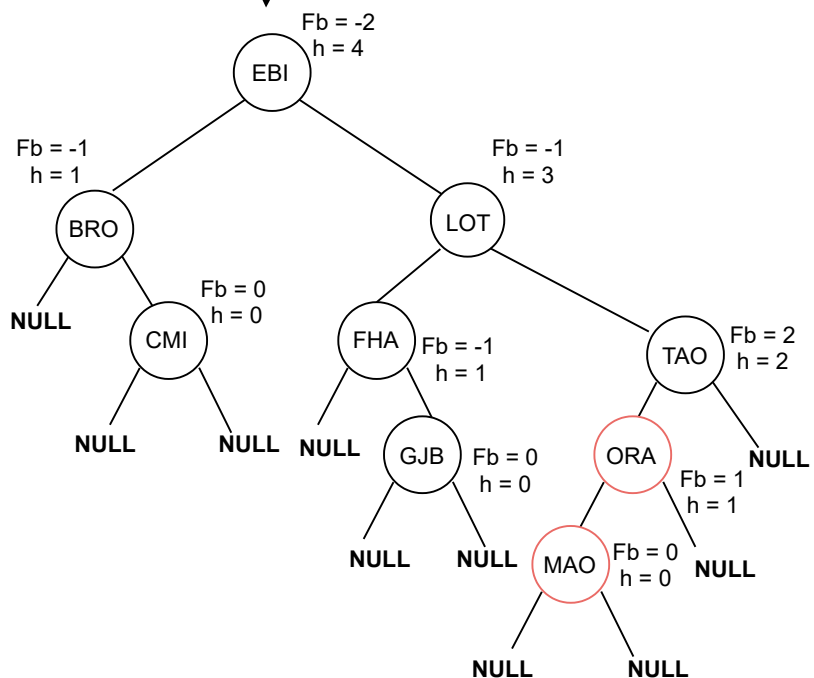 Fb = -2
h = 4
EBI
Fb = -1
h = 1
BRO
Fb = -1
h = 3
LOT
NULL
Fb = 0
h = 0
CMI
FHA
Fb = -1
h = 1
TAO
Fb = 2
h = 2
NULL
NULL
NULL
GJB
Fb = 0
h = 0
ORA
Fb = 1
h = 1
NULL
NULL
NULL
MAO
Fb = 0
h = 0
NULL
NULL
NULL